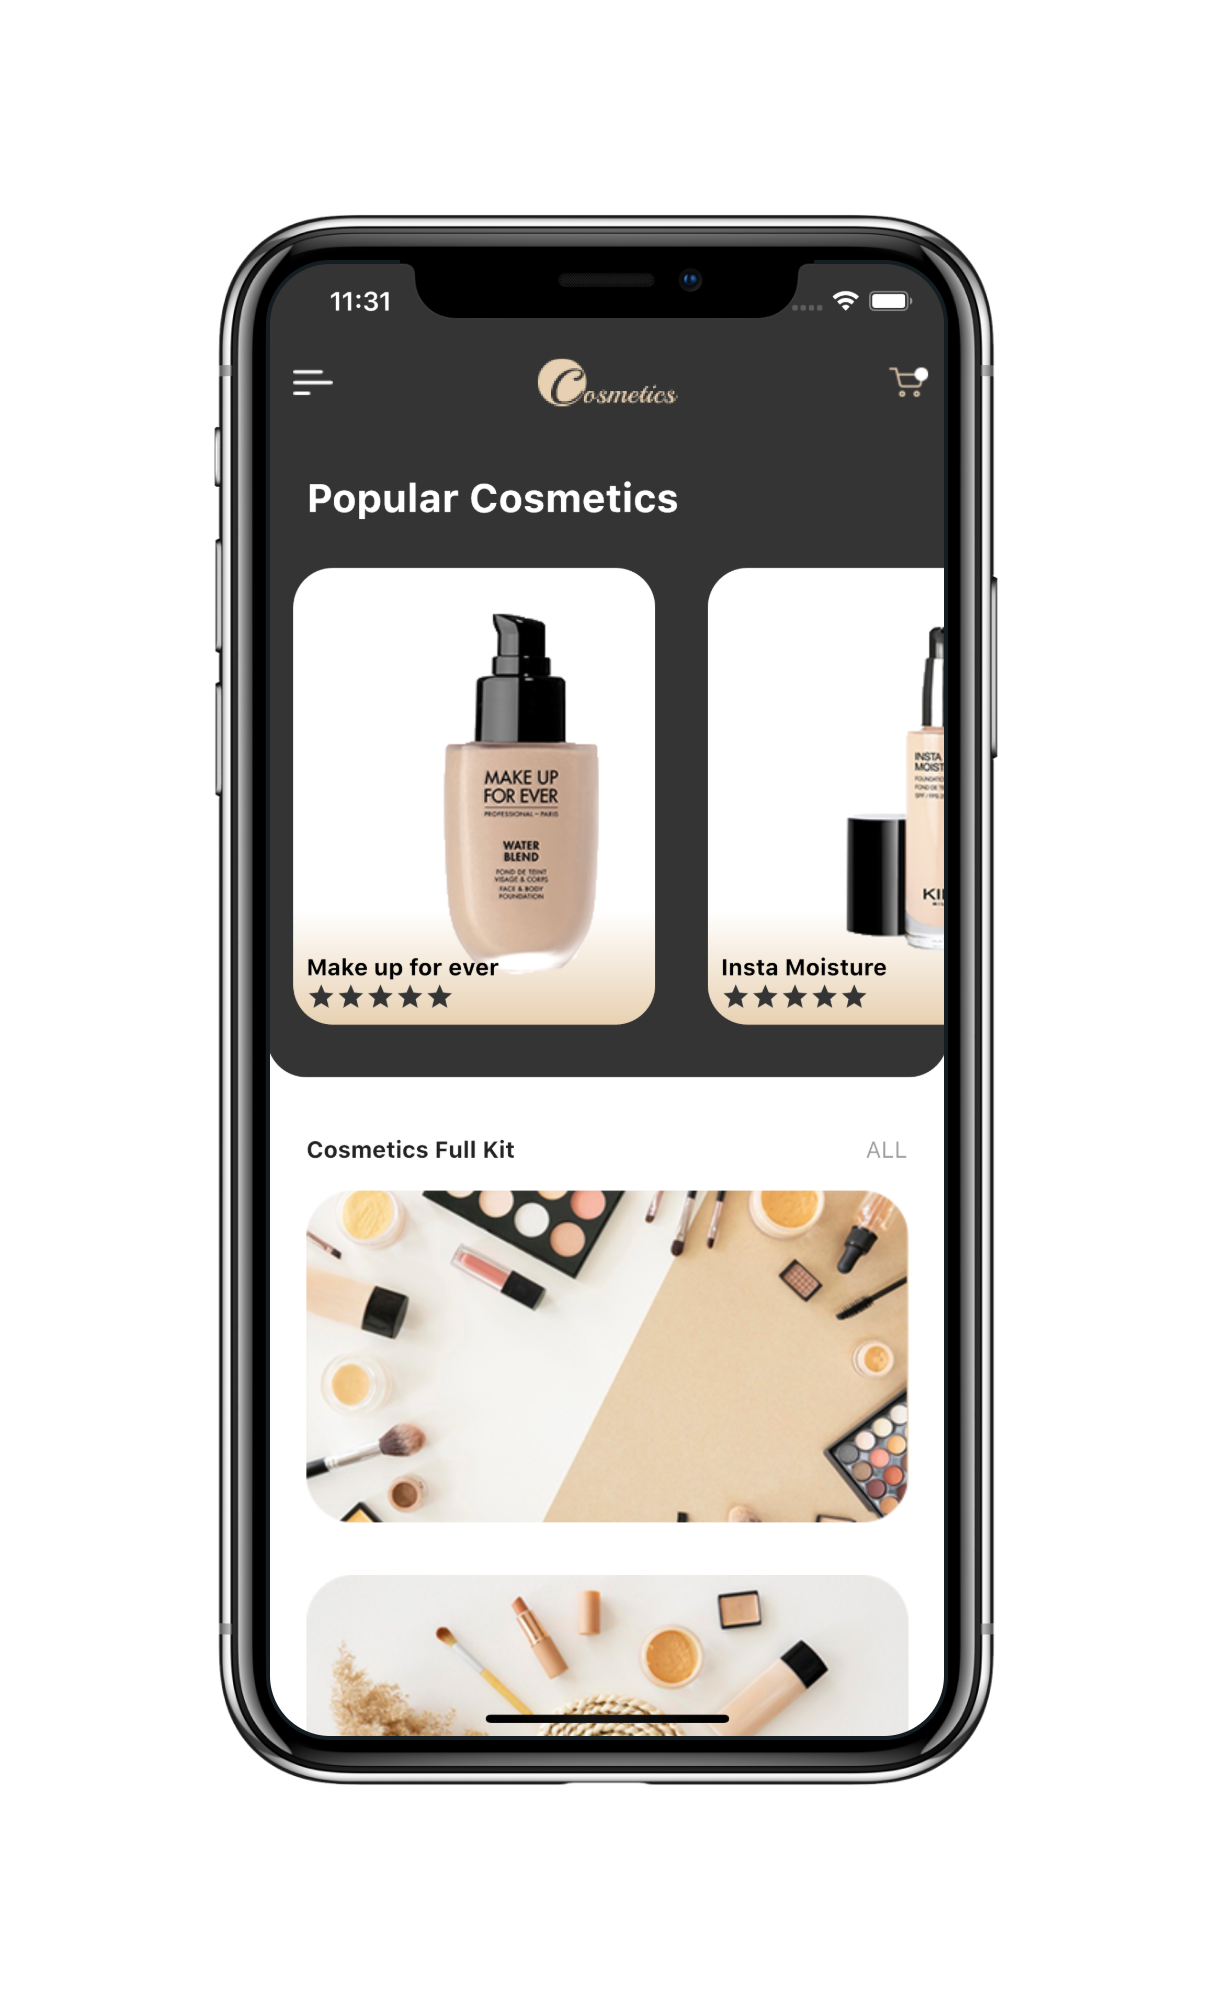 11:31
Cosmetics
Popular Cosmetics
MAKE UP
FOR EVER
PROFESSIONAL – PARIS
WATER
BLEND
FOND DE TEINT
VISAGE & CORPS
FACE & BODY
FOUNDATION
Make up for ever
INSTA
MOIST
KI
Insta Moisture
Cosmetics Full Kit
ALL